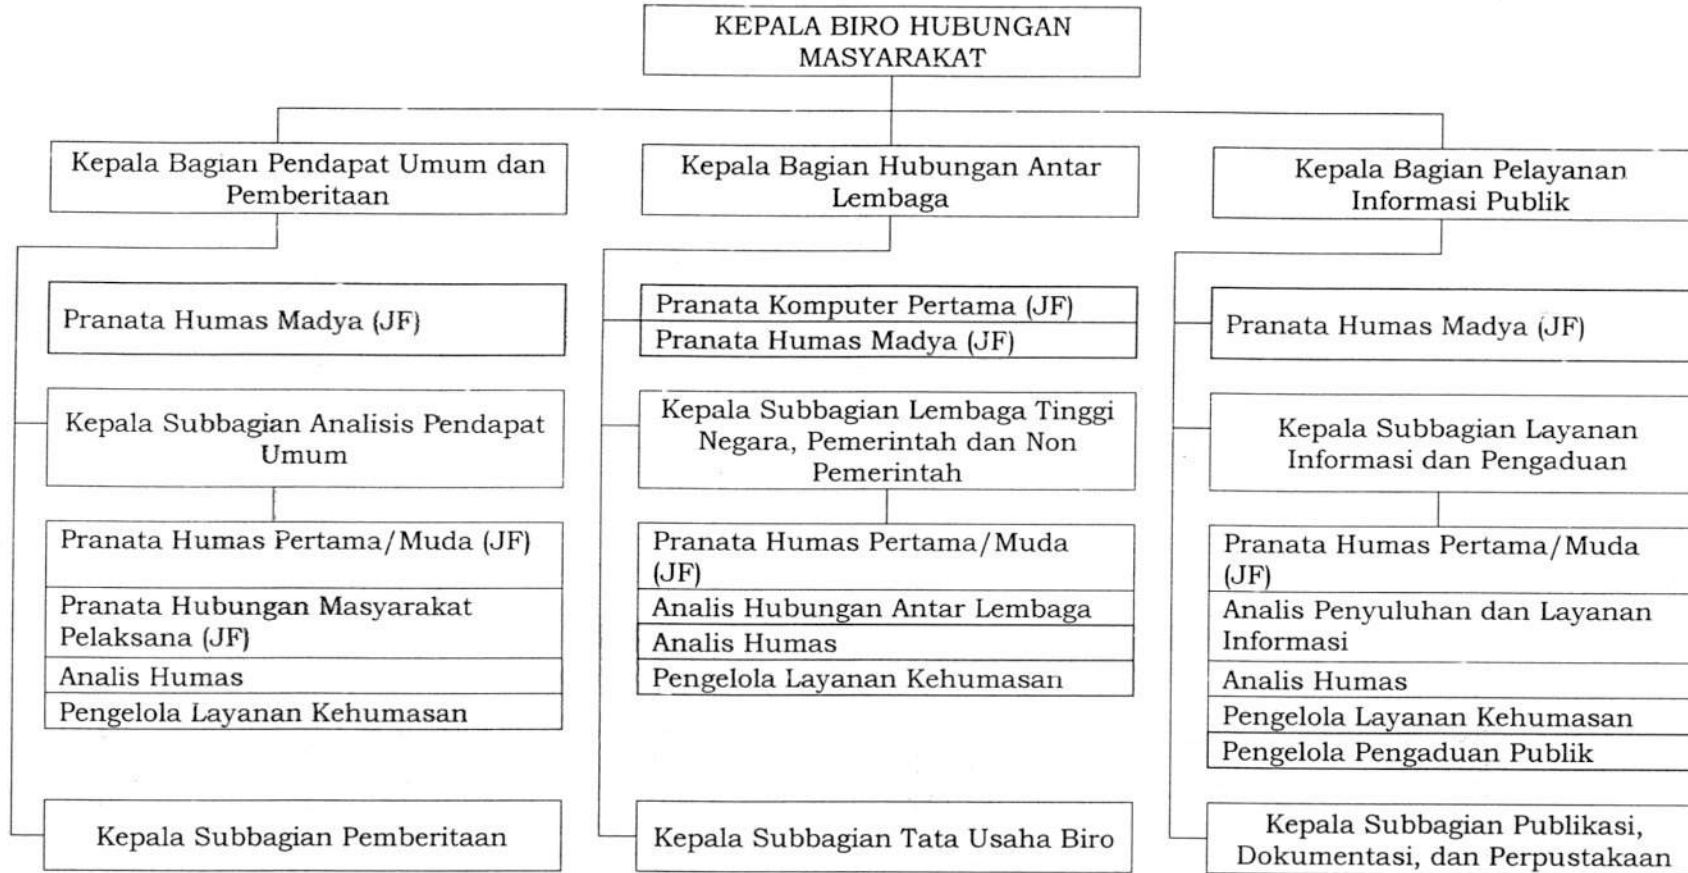 KEPALA BIRO HUBUNGAN
MASYARAKAT
Kepala Bagian Pendapat Umum dan
Pemberitaan
Kepala Bagian Hubungan Antar
Lembaga
Kepala Bagian Pelayanan
Informasi Publik
Pranata Humas Madya (JF)
Pranata Komputer Pertama (JF)
Pranata Humas Madya (JF)
Pranata Humas Madya (JF)
Kepala Subbagian Analisis Pendapat
Umum
Kepala Subbagian Lembaga Tinggi
Negara, Pemerintah dan Non
Pemerintah
Kepala Subbagian Layanan
Informasi dan Pengaduan
Pranata Humas Pertama/Muda (JF)
Pranata Hubungan Masyarakat
Pelaksana (JF)
Analis Humas
Pengelola Layanan Kehumasan
Pranata Humas Pertama/Muda
(JF)
Analis Hubungan Antar Lembaga
Analis Humas
Pengelola Layanan Kehumasan
Pranata Humas Pertama/Muda
(JF)
Analis Penyuluhan dan Layanan
Informasi
Analis Humas
Pengelola Layanan Kehumasan
Pengelola Pengaduan Publik
Kepala Subbagian Pemberitaan
Kepala Subbagian Tata Usaha Biro
Kepala Subbagian Publikasi,
Dokumentasi, dan Perpustakaan